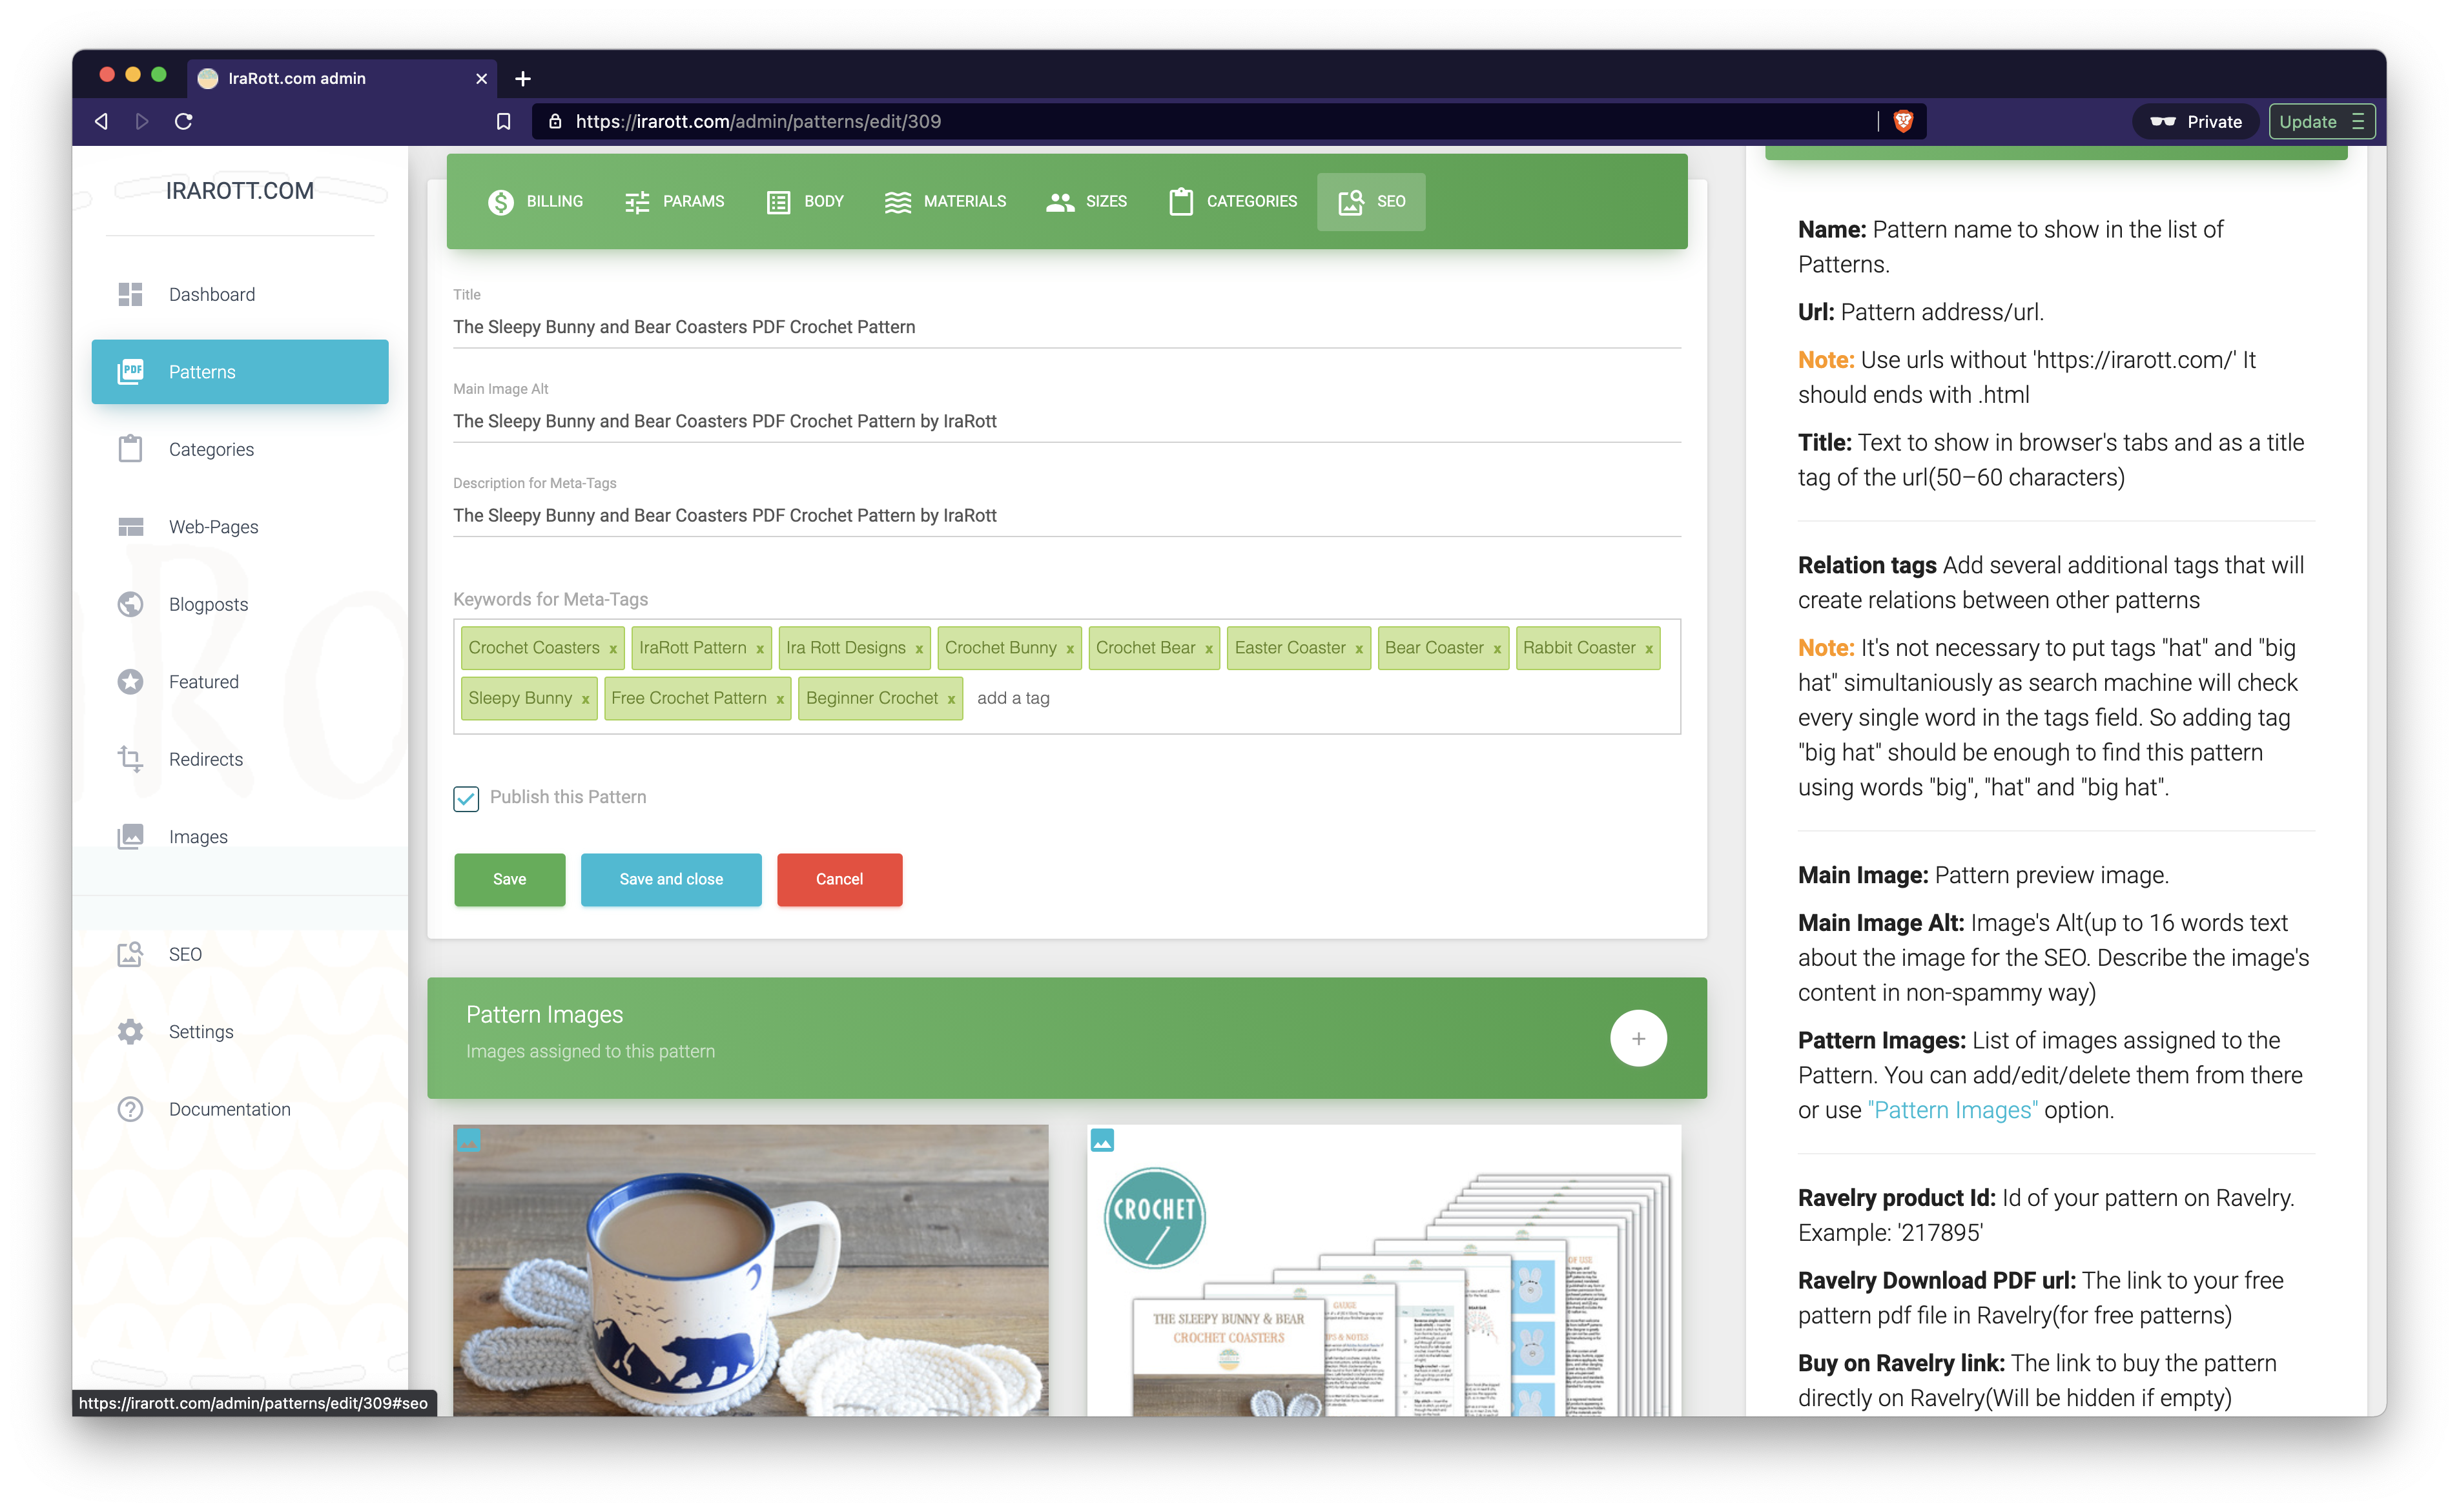 IraRott.com admin
https://irarott.com/admin/patterns/edit/309
Private
Update
IRAROTT.COM
Dashboard
PDF
Patterns
Categories
Web-Pages
Blogposts
Featured
Redirects
Images
SEO
Settings
Documentation
https://irarott.com/admin/patterns/edit/309#seo
BILLING PARAMS BODY MATERIALS SIZES CATEGORIES SEO
Title
The Sleepy Bunny and Bear Coasters PDF Crochet Pattern
Main Image Alt
The Sleepy Bunny and Bear Coasters PDF Crochet Pattern by IraRott
Description for Meta-Tags
The Sleepy Bunny and Bear Coasters PDF Crochet Pattern by IraRott
Keywords for Meta-Tags
Crochet Coasters x IraRott Pattern x Ira Rott Designs x Crochet Bunny x Crochet Bear x Easter Coaster x Bear Coaster x Rabbit Coaster x
Sleepy Bunny x Free Crochet Pattern x Beginner Crochet x add a tag
Publish this Pattern
Save Save and close Cancel
Pattern Images
Images assigned to this pattern
CROCHET
THE SLEEPY BUNNY & BEAR
CROCHET COASTERS
GAUGE
Name: Pattern name to show in the list of
Patterns.
Url: Pattern address/url.
Note: Use urls without 'https://irarott.com/' It
should ends with .html
Title: Text to show in browser's tabs and as a title
tag of the url(50–60 characters)
Relation tags Add several additional tags that will
create relations between other patterns
Note: It's not necessary to put tags "hat" and "big
hat" simultaniously as search machine will check
every single word in the tags field. So adding tag
"big hat" should be enough to find this pattern
using words "big", "hat" and "big hat".
Main Image: Pattern preview image.
Main Image Alt: Image's Alt(up to 16 words text
about the image for the SEO. Describe the image's
content in non-spammy way)
Pattern Images: List of images assigned to the
Pattern. You can add/edit/delete them from there
or use "Pattern Images" option.
Ravelry product Id: Id of your pattern on Ravelry.
Example: '217895'
Ravelry Download PDF url: The link to your free
pattern pdf file in Ravelry(for free patterns)
Buy on Ravelry link: The link to buy the pattern
directly on Ravelry(Will be hidden if empty)